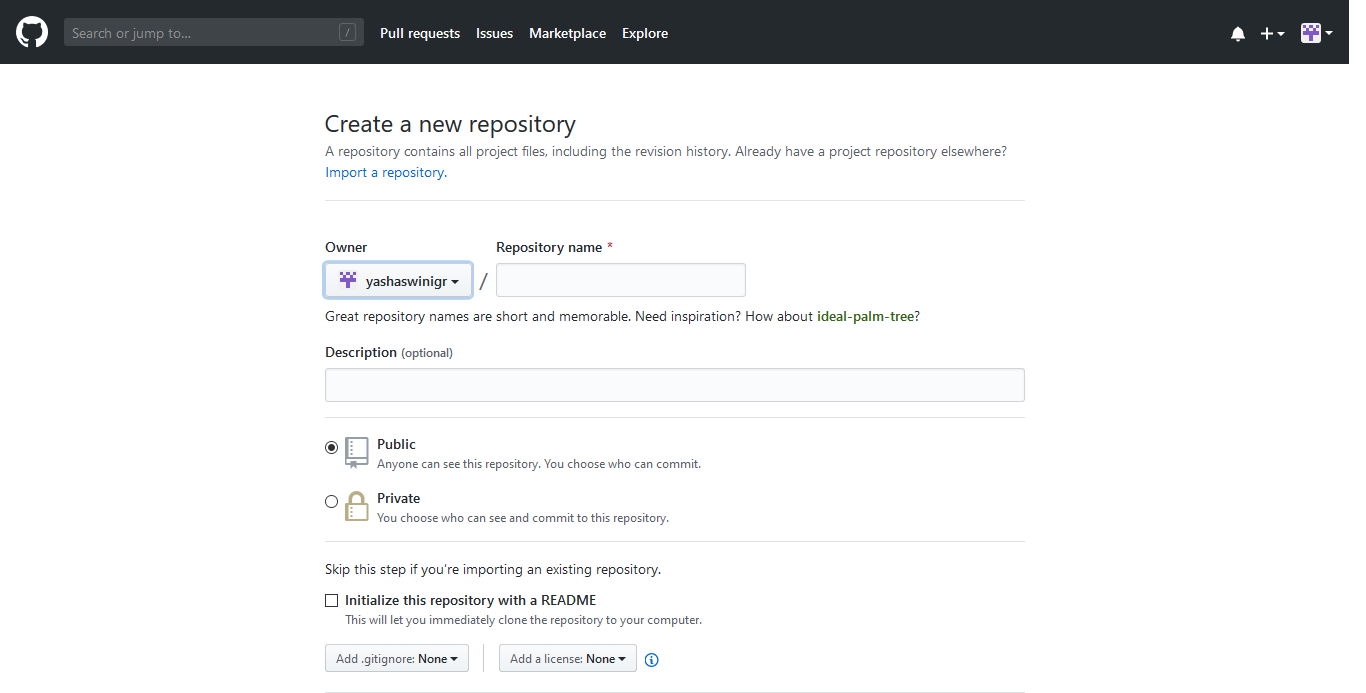 Search or jump to... / Pull requests Issues Marketplace Explore
Create a new repository
A repository contains all project files, including the revision history. Already have a project repository elsewhere?
Import a repository.
Owner Repository name *
yashaswinigr /
Great repository names are short and memorable. Need inspiration? How about ideal-palm-tree?
Description (optional)
Public
Anyone can see this repository. You choose who can commit.
Private
You choose who can see and commit to this repository.
Skip this step if you're importing an existing repository.
Initialize this repository with a README
This will let you immediately clone the repository to your computer.
Add .gitignore: None Add a license: None